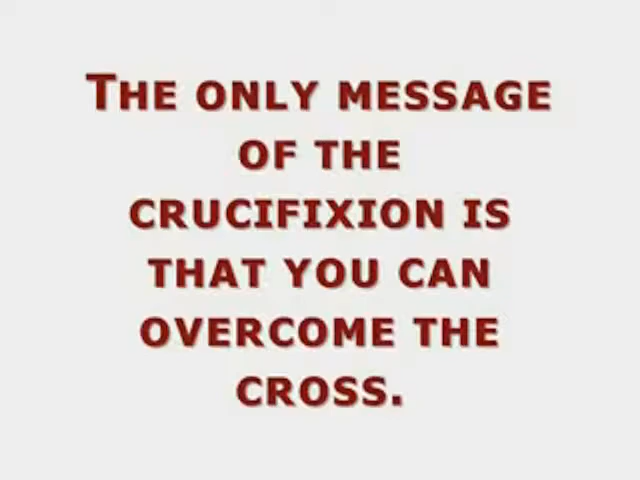 THE ONLY MESSAGE
OF THE
CRUCIFIXION IS
THAT YOU CAN
OVERCOME THE
CROSS.